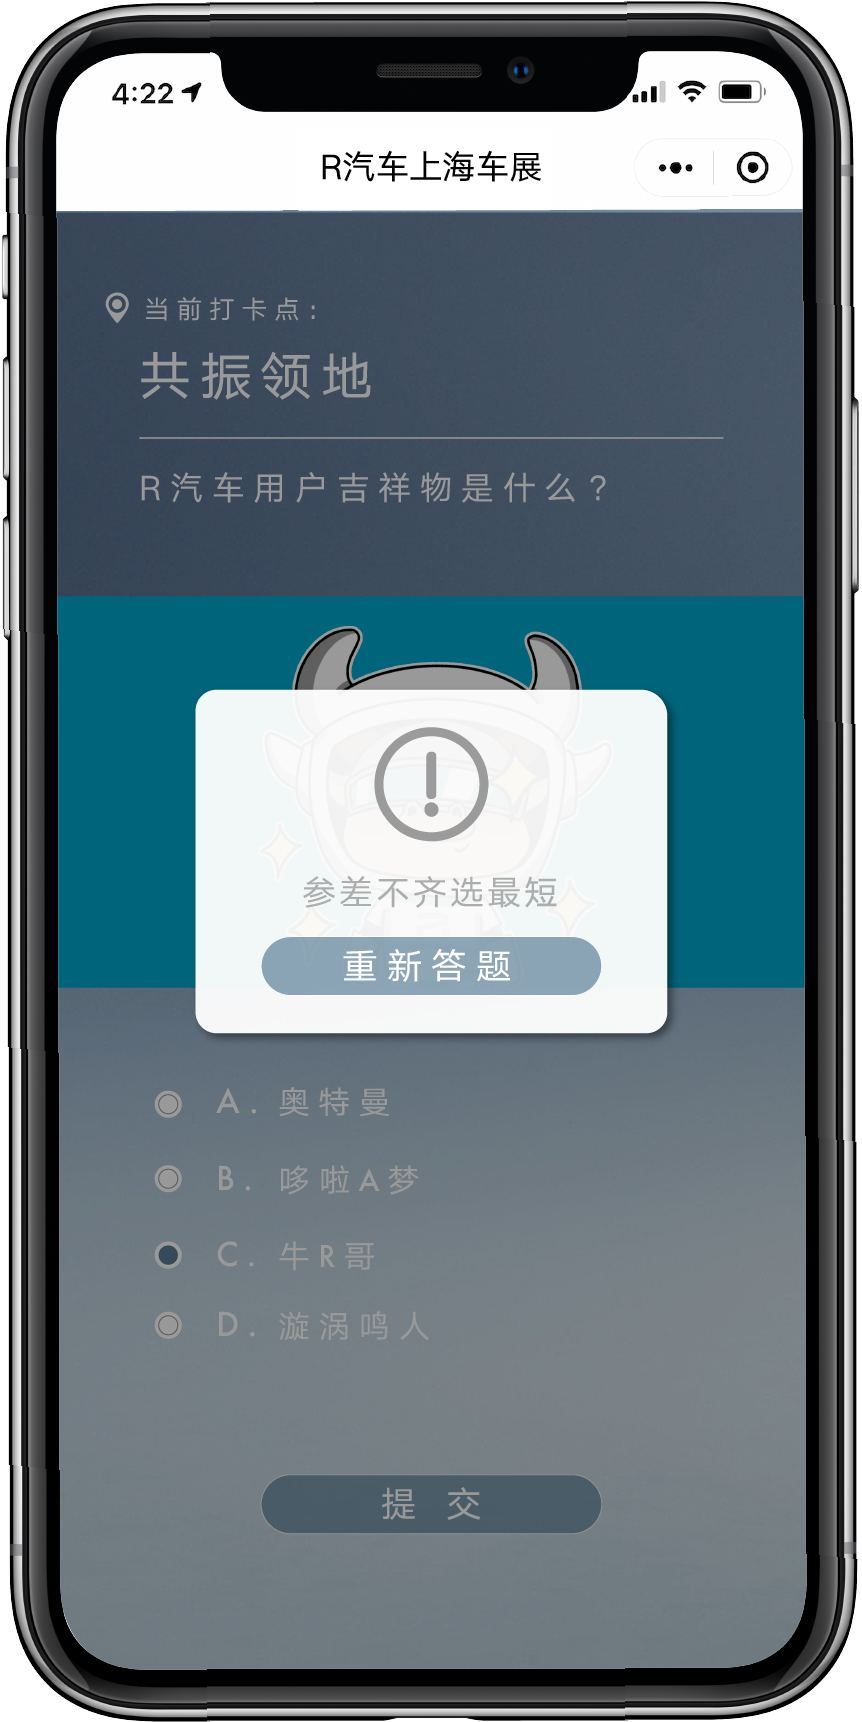 4:22
R汽车上海车展
当前打卡点:
共振领地
R汽车用户吉祥物是什么?
参差不齐选最短
重新答题
A. 奥特曼
B. 哆啦A梦
C. 牛R哥
D. 漩涡鸣人
提 交